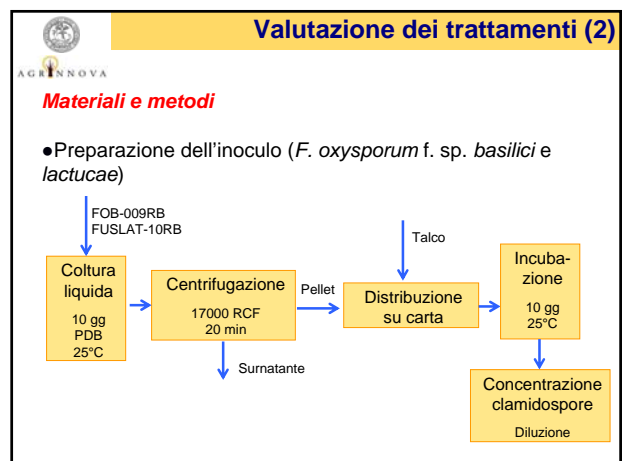 Valutazione dei trattamenti (2)
AGRINNOVA
Materiali e metodi
●Preparazione dell'inoculo (F. oxysporum f. sp. basilici e
lactucae)
FOB-009RB
FUSLAT-10RB
Coltura
liquida
10 gg
PDB
25°C
Centrifugazione
17000 RCF
20 min
Surnatante
Pellet
Talco
Distribuzione
su carta
Incuba-
zione
10 gg
25°C
Concentrazione
clamidospore
Diluzione